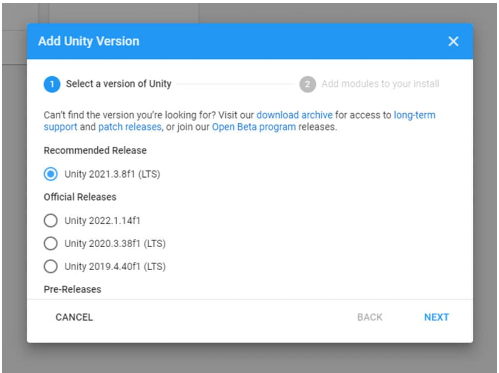 Add Unity Version
1 Select a version of Unity
2 Add modules to your install
Can't find the version you're looking for? Visit our download archive for access to long-term
support and patch releases, or join our Open Beta program releases.
Recommended Release
Unity 2021.3.8f1 (LTS)
Official Releases
Unity 2022.1.14f1
Unity 2020.3.38f1 (LTS)
Unity 2019.4.40f1 (LTS)
Pre-Releases
CANCEL BACK NEXT